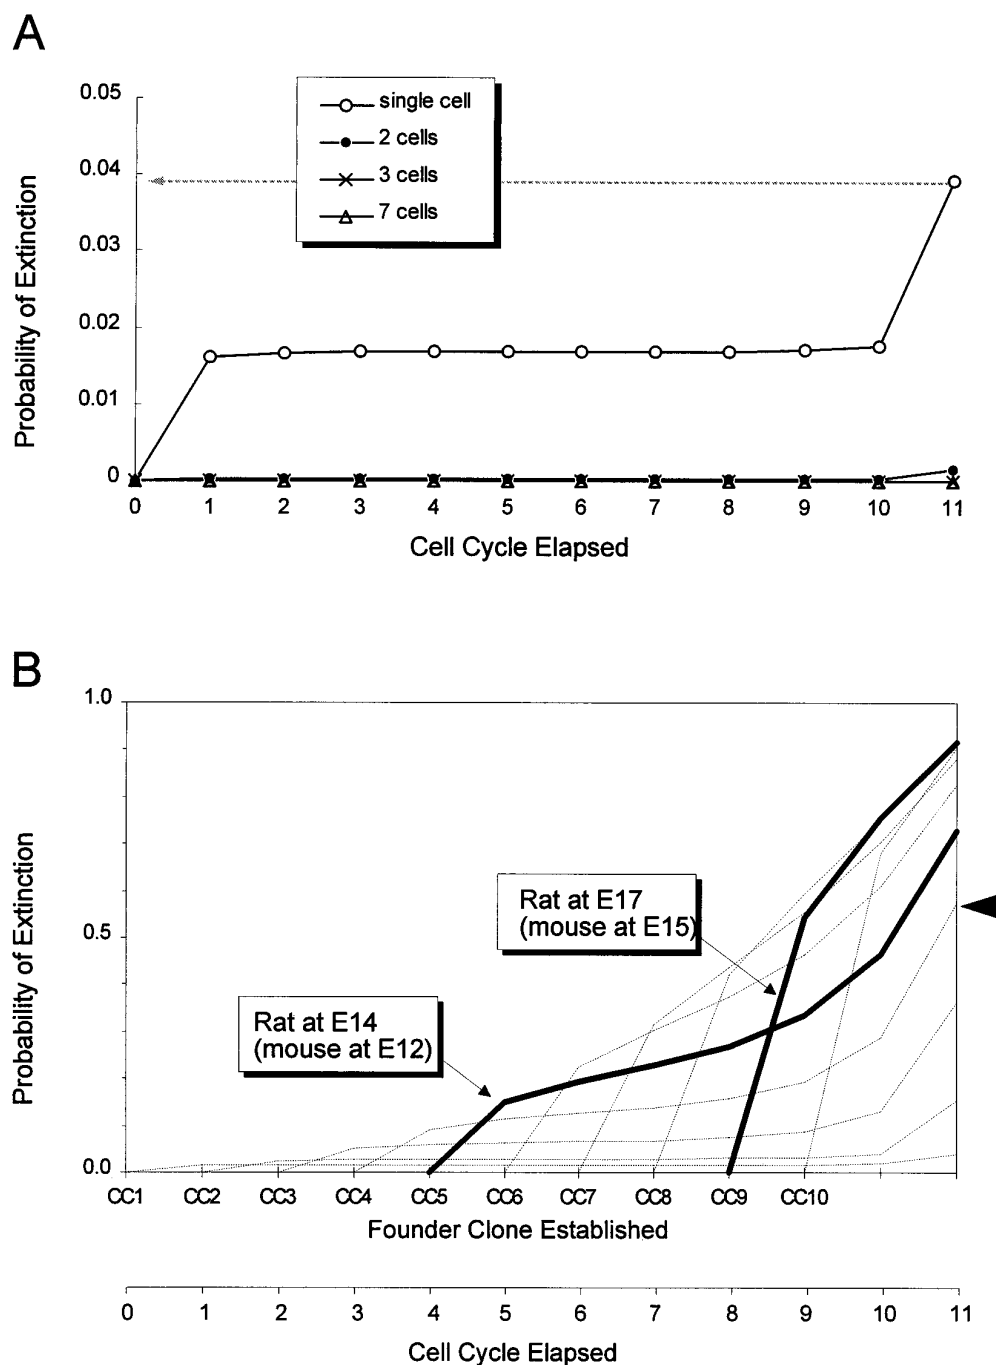 A
0.05
0.04
0.03
0.02
0.01
0
Probability of Extinction
single cell
2 cells
3 cells
7 cells
0 1 2 3 4 5 6 7 8 9 10 11
Cell Cycle Elapsed
B
1.0
0.5
0.0
Probability of Extinction
Rat at E17
(mouse at E15)
Rat at E14
(mouse at E12)
CC1 CC2 CC3 CC4 CC5 CC6 CC7 CC8 CC9 CC10
Founder Clone Established
0 1 2 3 4 5 6 7 8 9 10 11
Cell Cycle Elapsed